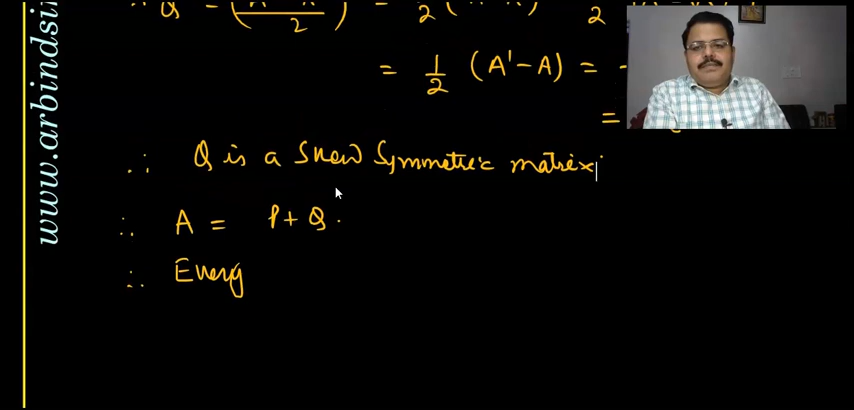 = 1/2 (A' - A) =
=
∴ Q is a Skew Symmetric matrix
∴ A = P + Q .
∴ Every
www.arbindsi